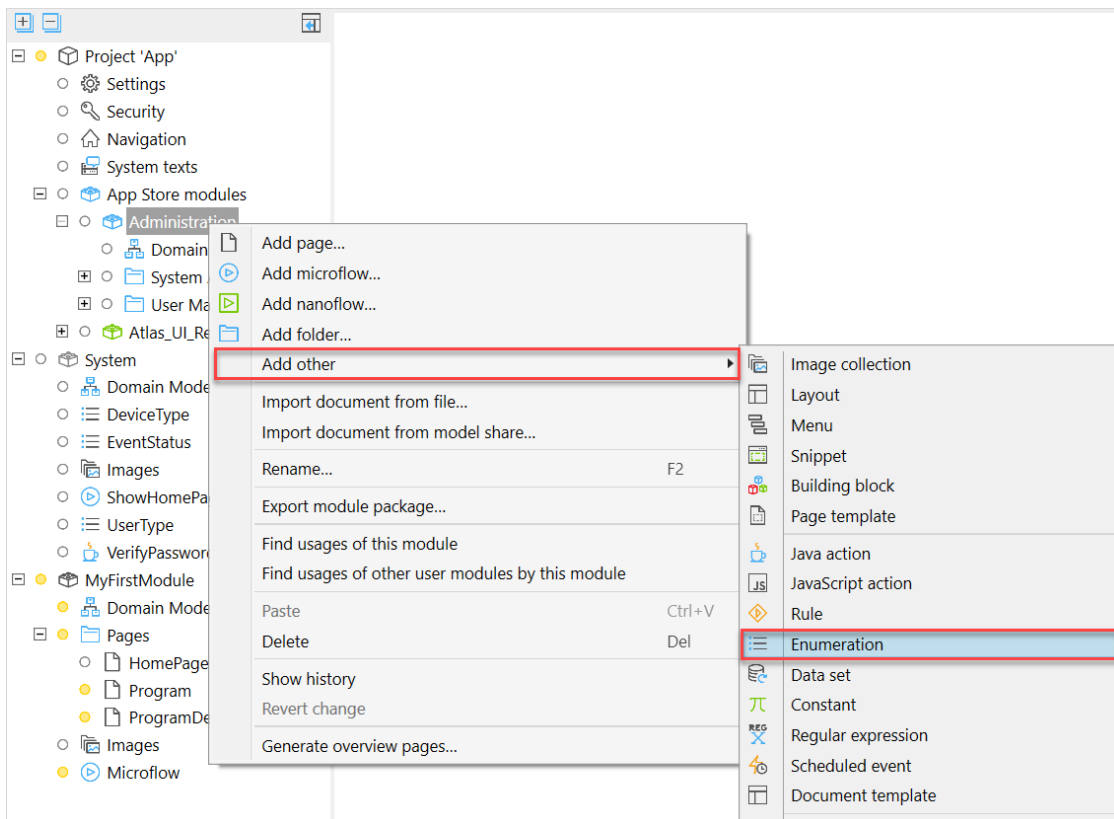 Project 'App'
Settings
Security
Navigation
System texts
App Store modules
Administration
Domain
System
User Ma
Atlas_UI_Re
System
Domain Mode
DeviceType
EventStatus
Images
ShowHomePa
UserType
VerifyPassword
MyFirstModule
Domain Mode
Pages
HomePage
Program
ProgramDe
Images
Microflow
Add page...
Add microflow...
Add nanoflow...
Add folder...
Add other
Import document from file...
Import document from model share...
Rename... F2
Export module package...
Find usages of this module
Find usages of other user modules by this module
Paste Ctrl+V
Delete Del
Show history
Revert change
Generate overview pages...
Image collection
Layout
Menu
Snippet
Building block
Page template
Java action
JS JavaScript action
Rule
Enumeration
Data set
π Constant
REG X Regular expression
Scheduled event
Document template